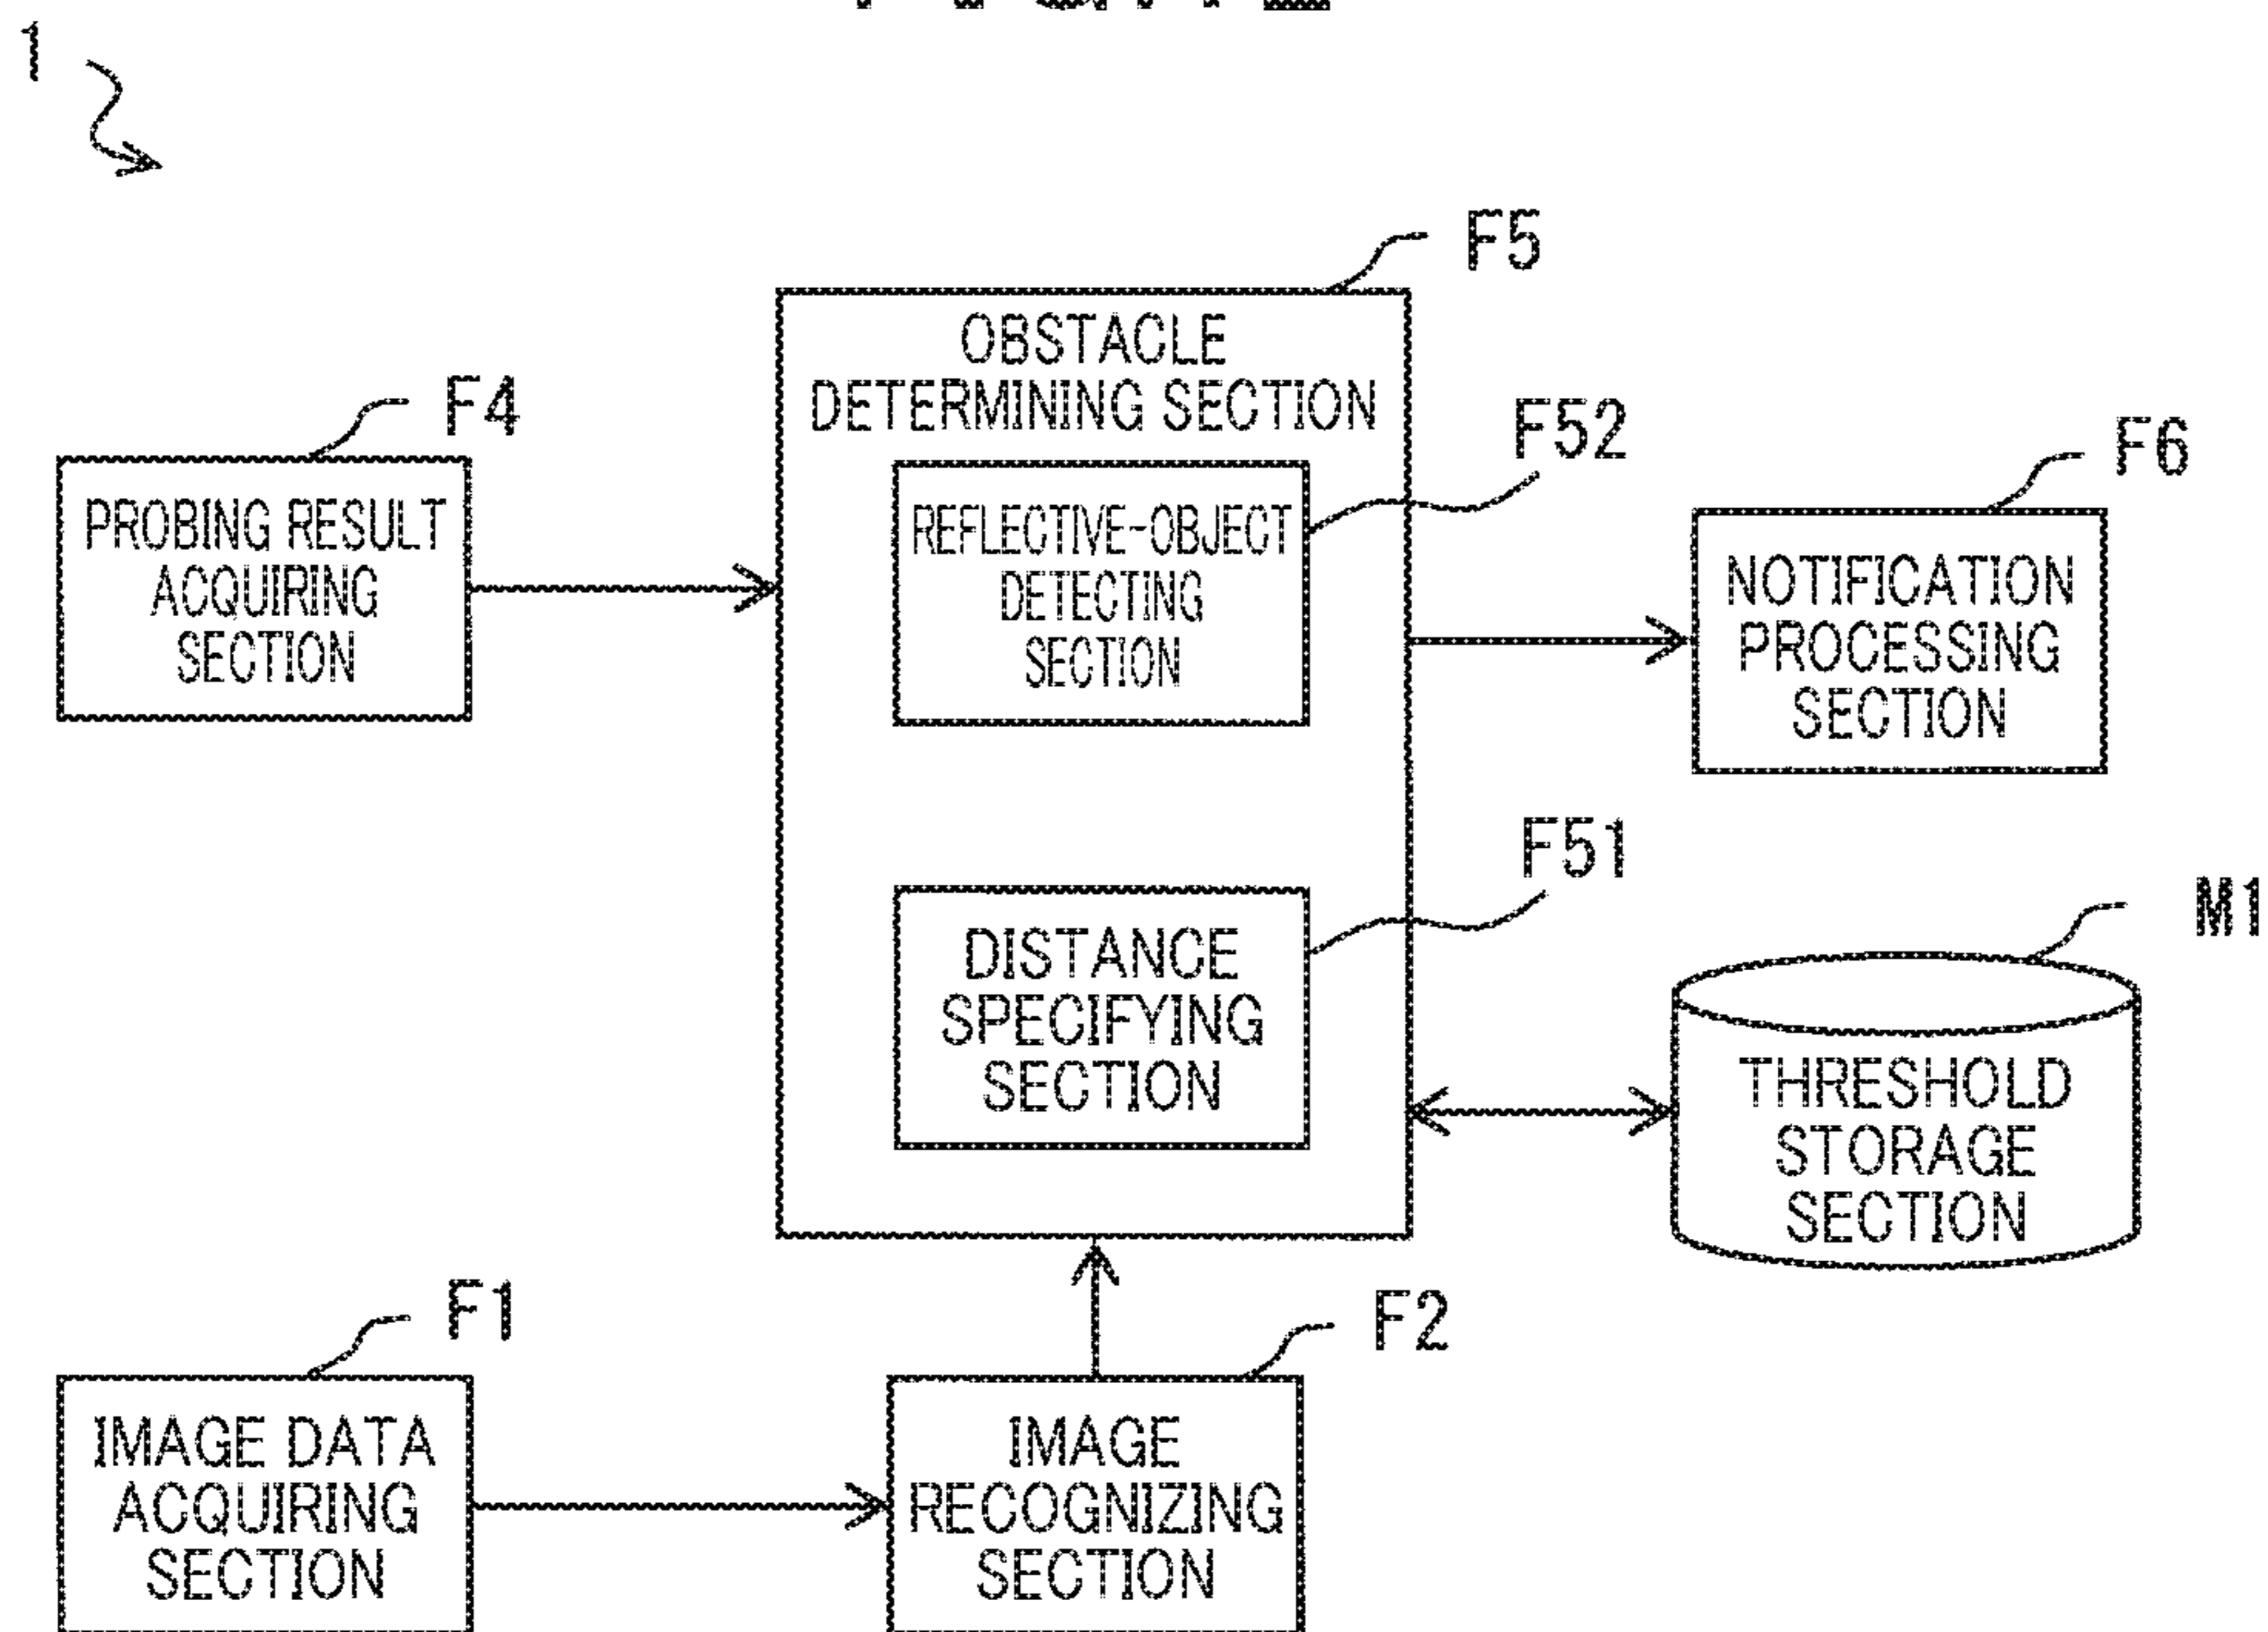 1
F5
OBSTACLE
DETERMINING SECTION
F4
F52
F6
PROBING RESULT
ACQUIRING
SECTION
REFLECTIVE-OBJECT
DETECTING
SECTION
NOTIFICATION
PROCESSING
SECTION
F51
M1
DISTANCE
SPECIFYING
SECTION
THRESHOLD
STORAGE
SECTION
F1
F2
IMAGE DATA
ACQUIRING
SECTION
IMAGE
RECOGNIZING
SECTION